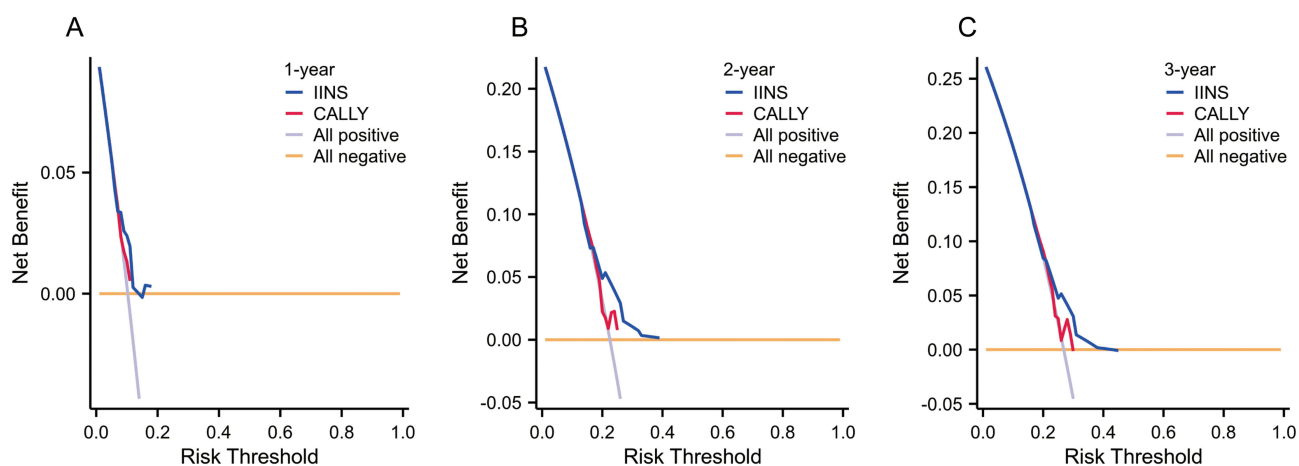 A
1-year
IINS
CALLY
All positive
All negative
Net Benefit
0.05
0.00
0.0 0.2 0.4 0.6 0.8 1.0
Risk Threshold
B
2-year
IINS
CALLY
All positive
All negative
Net Benefit
0.20
0.15
0.10
0.05
0.00
-0.05
0.0 0.2 0.4 0.6 0.8 1.0
Risk Threshold
C
3-year
IINS
CALLY
All positive
All negative
Net Benefit
0.25
0.20
0.15
0.10
0.05
0.00
-0.05
0.0 0.2 0.4 0.6 0.8 1.0
Risk Threshold